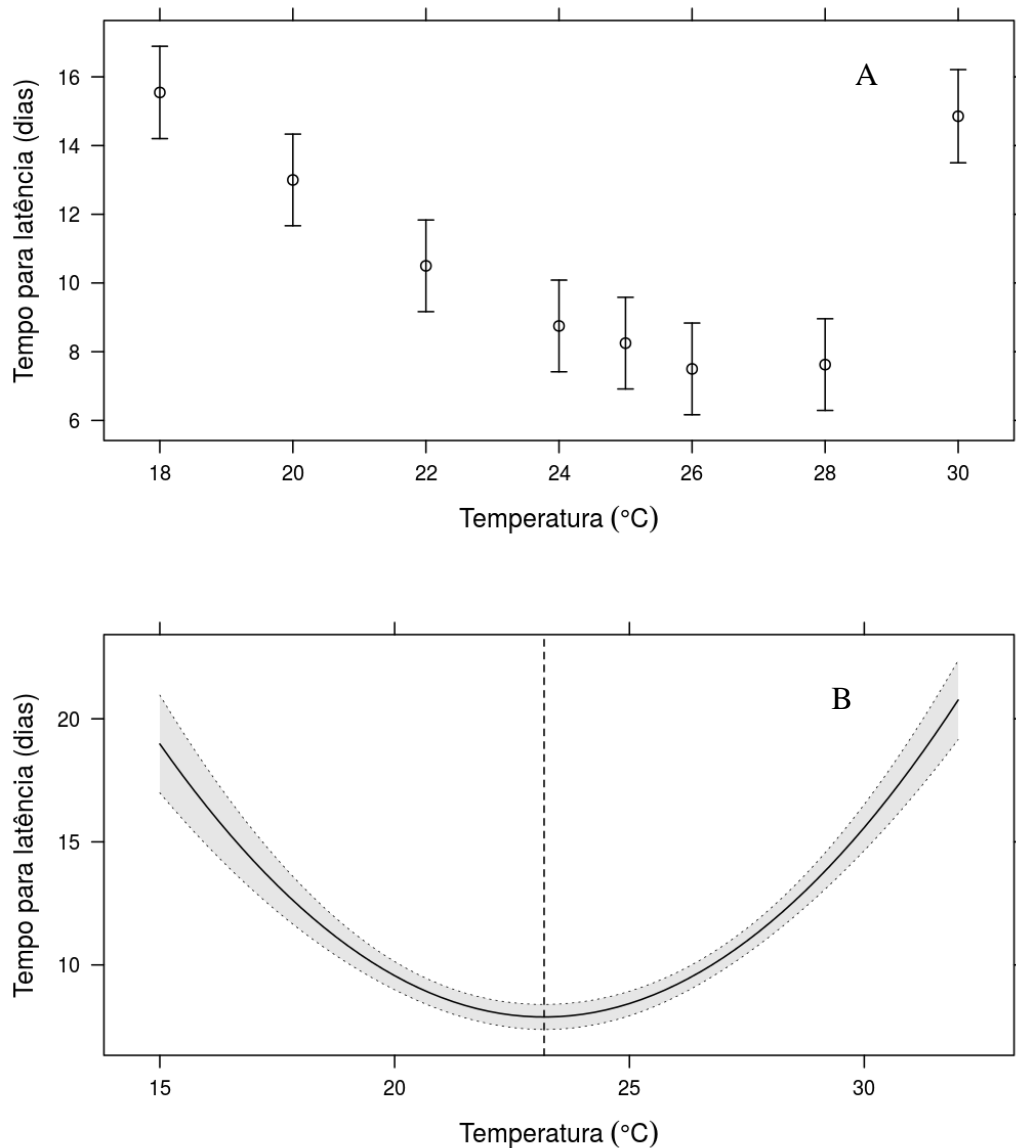 A
16
14
12
10
8
6
Tempo para latência (dias)
18 20 22 24 25 26 28 30
Temperatura (°C)
B
20
15
10
Tempo para latência (dias)
15 20 25 30
Temperatura (°C)